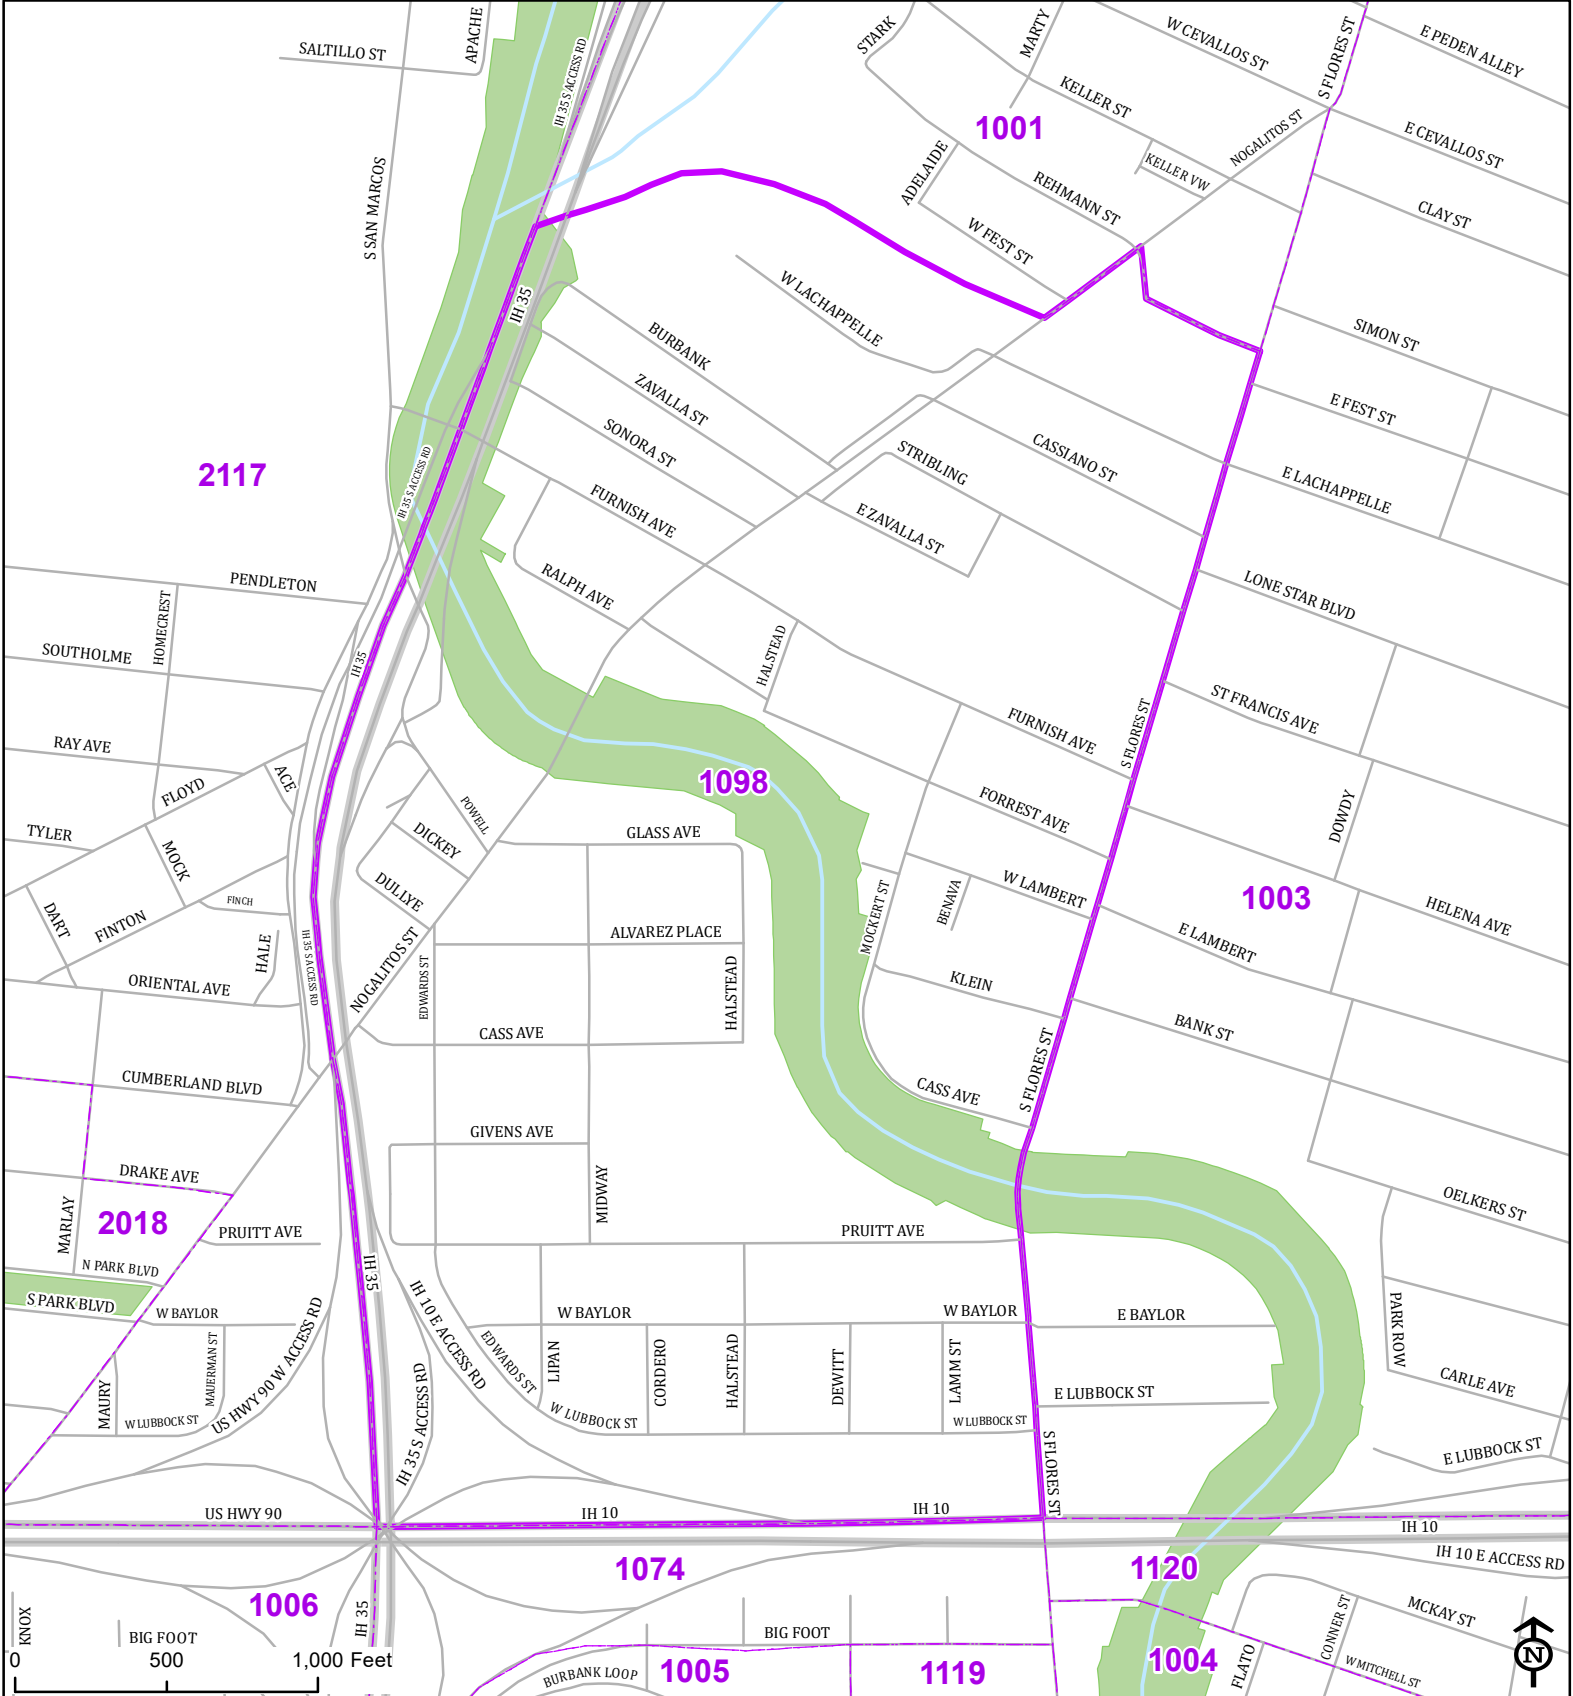 SALTILLO ST
APACHE
IH 35 S ACCESS RD
STARK
MARTY
W CEVALLOS ST
S FLORES ST
E PEDEN ALLEY
KELLER ST
1001
NOGALITOS ST
E CEVALLOS ST
KELLER VW
ADELAIDE
REHMANN ST
S SAN MARCOS
CLAY ST
W FEST ST
IH 35
W LACHAPPELLE
BURBANK
SIMON ST
ZAVALLA ST
E FEST ST
SONORA ST
STRIBLING
CASSIANO ST
2117
IH 35 S ACCESS RD
E LACHAPPELLE
FURNISH AVE
E ZAVALLA ST
PENDLETON
RALPH AVE
LONE STAR BLVD
HOMECREST
SOUTHOLME
IH 35
HALSTEAD
ST FRANCIS AVE
FURNISH AVE
S FLORES ST
RAY AVE
ACE
FLOYD
1098
POWELL
FORREST AVE
DOWDY
TYLER
GLASS AVE
DICKEY
MOCK
DULLYE
W LAMBERT
BENAVA
1003
HELENA AVE
FINCH
DART
FINTON
MOCKERT ST
ALVAREZ PLACE
E LAMBERT
HALE
IH 35 S ACCESS RD
NOGALITOS ST
EDWARDS ST
HALSTEAD
ORIENTAL AVE
KLEIN
CASS AVE
BANK ST
S FLORES ST
CUMBERLAND BLVD
CASS AVE
GIVENS AVE
DRAKE AVE
MIDWAY
MARLAY
2018
PRUITT AVE
PRUITT AVE
OELKERS ST
N PARK BLVD
IH 35
S PARK BLVD
W BAYLOR
W BAYLOR
W BAYLOR
E BAYLOR
IH 10 E ACCESS RD
PARK ROW
MAUERMAN ST
US HWY 90 W ACCESS RD
EDWARDS ST
LIPAN
CORDERO
HALSTEAD
DEWITT
LAMM ST
CARLE AVE
MAURY
IH 35 S ACCESS RD
E LUBBOCK ST
W LUBBOCK ST
W LUBBOCK ST
W LUBBOCK ST
E LUBBOCK ST
S FLORES ST
US HWY 90
IH 10
IH 10
IH 10
1074
1120
IH 10 E ACCESS RD
1006
KNOX
IH 35
BIG FOOT
BIG FOOT
CONNER ST
MCKAY ST
0 500 1,000 Feet
BURBANK LOOP
1005
1119
1004
FLATO
W MITCHELL ST
N